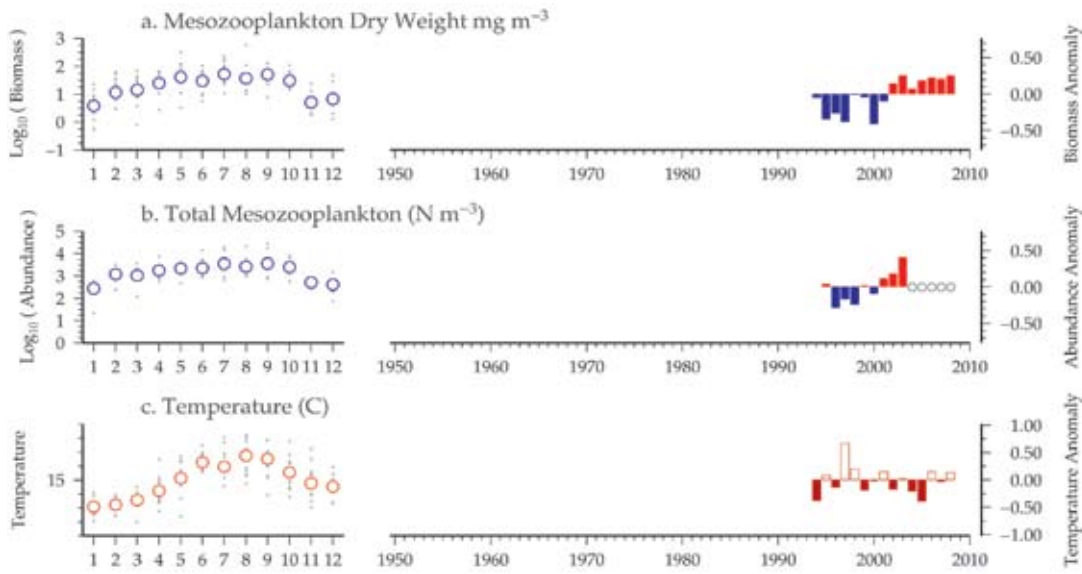 a. Mesozooplankton Dry Weight mg m⁻³
Log₁₀ ( Biomass )
3
2
1
0
−1
1 2 3 4 5 6 7 8 9 10 11 12
1950 1960 1970 1980 1990 2000 2010
0.50
0.00
−0.50
Biomass Anomaly
b. Total Mesozooplankton (N m⁻³)
Log₁₀ ( Abundance )
5
4
3
2
1
0
1 2 3 4 5 6 7 8 9 10 11 12
1950 1960 1970 1980 1990 2000 2010
0.50
0.00
−0.50
Abundance Anomaly
c. Temperature (C)
Temperature
15
1 2 3 4 5 6 7 8 9 10 11 12
1950 1960 1970 1980 1990 2000 2010
1.00
0.50
0.00
−0.50
−1.00
Temperature Anomaly